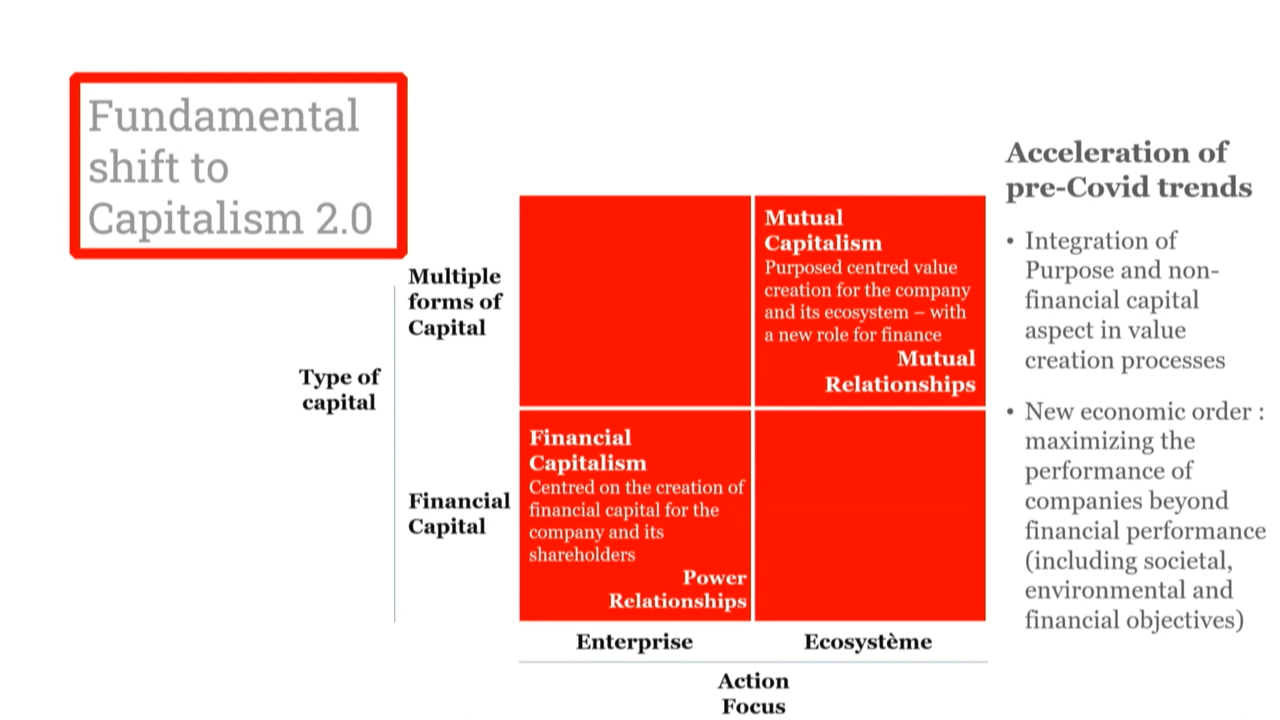 Fundamental
shift to
Capitalism 2.0
Acceleration of
pre-Covid trends
• Integration of
Purpose and non-
financial capital
aspect in value
creation processes
• New economic order :
maximizing the
performance of
companies beyond
financial performance
(including societal,
environmental and
financial objectives)
Type of
capital
Multiple
forms of
Capital
Mutual
Capitalism
Purposed centred value
creation for the company
and its ecosystem – with
a new role for finance
Mutual
Relationships
Financial
Capital
Financial
Capitalism
Centred on the creation of
financial capital for the
company and its
shareholders
Power
Relationships
Enterprise
Ecosystème
Action
Focus